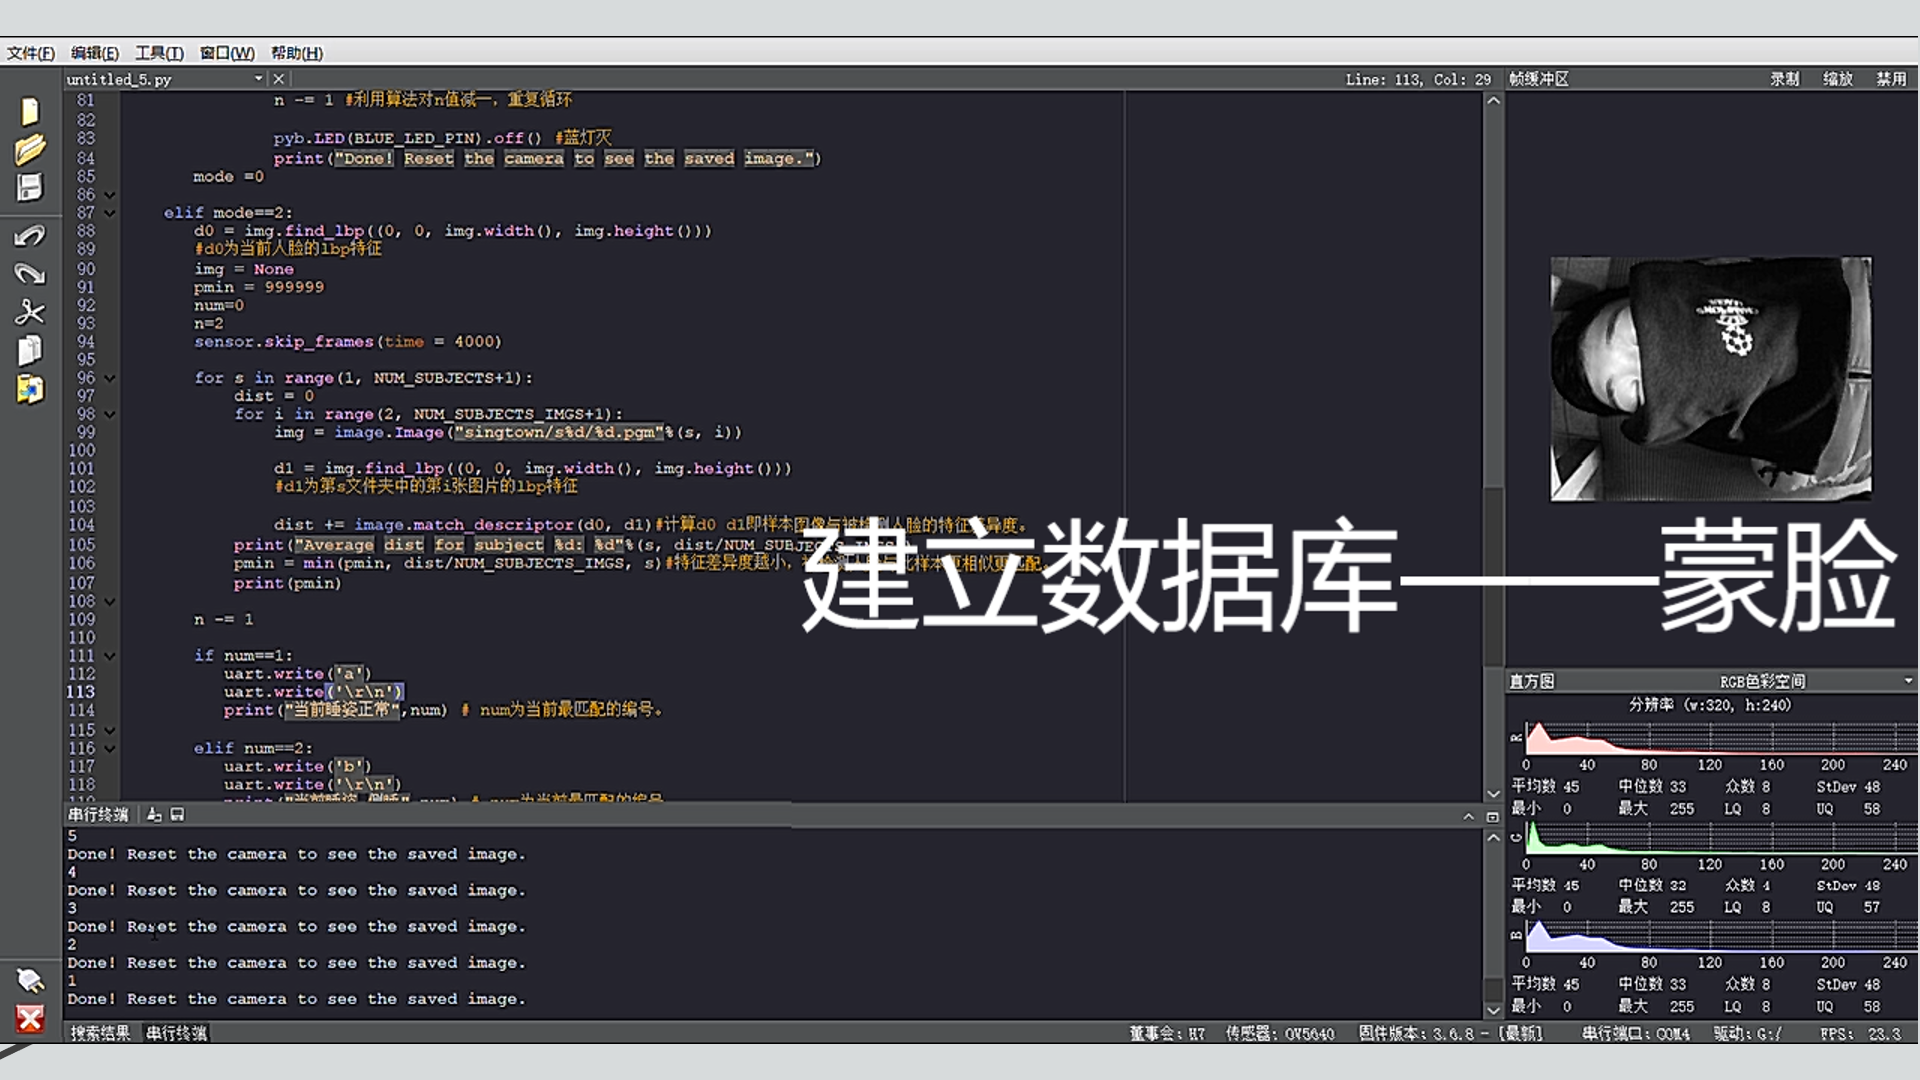 文件(F) 编辑(E) 工具(T) 窗口(W) 帮助(H)
untitled_5.py
Line: 113, Col: 29
帧缓冲区 录制 缩放 禁用
81 n -= 1 #利用算法对n值减一，重复循环
82
83 pyb.LED(BLUE_LED_PIN).off() #蓝灯灭
84 print("Done! Reset the camera to see the saved image.")
85 mode =0
86
87 elif mode==2:
88 d0 = img.find_lbp((0, 0, img.width(), img.height()))
89 #d0为当前人脸的lbp特征
90 img = None
91 pmin = 999999
92 num=0
93 n=2
94 sensor.skip_frames(time = 4000)
95
96 for s in range(1, NUM_SUBJECTS+1):
97 dist = 0
98 for i in range(2, NUM_SUBJECTS_IMGS+1):
99 img = image.Image("singtown/s%d/%d.pgm"%(s, i))
100
101 d1 = img.find_lbp((0, 0, img.width(), img.height()))
102 #d1为第s文件夹中的第i张图片的lbp特征
103
104 dist += image.match_descriptor(d0, d1)#计算d0 d1即样本图像与被检测人脸的特征差异度。
105 print("Average dist for subject %d: %d"%(s, dist/NUM_SUBJECTS_IMGS
106 pmin = min(pmin, dist/NUM_SUBJECTS_IMGS, s)#特征差异度越小，
107 print(pmin)
108
109 n -= 1
110
111 if num==1:
112 uart.write('a')
113 uart.write('\r\n')
114 print("当前睡姿正常",num) # num为当前最匹配的编号。
115
116 elif num==2:
117 uart.write('b')
118 uart.write('\r\n')
建立数据库——蒙脸
串行终端
5
Done! Reset the camera to see the saved image.
4
Done! Reset the camera to see the saved image.
3
Done! Reset the camera to see the saved image.
2
Done! Reset the camera to see the saved image.
1
Done! Reset the camera to see the saved image.
搜索结果 串行终端
直方图 RGB色彩空间
分辨率 (w:320, h:240)
R
0 40 80 120 160 200 240
平均数 45 中位数 33 众数 8 StDev 48
最小 0 最大 255 LQ 8 UQ 58
G
0 40 80 120 160 200 240
平均数 45 中位数 32 众数 4 StDev 48
最小 0 最大 255 LQ 8 UQ 57
B
0 40 80 120 160 200 240
平均数 45 中位数 33 众数 8 StDev 48
最小 0 最大 255 LQ 8 UQ 58
董事会: H7 传感器: OV5640 固件版本: 3.6.8 - [最新] 串行端口: COM4 驱动: G:/ FPS: 23.3